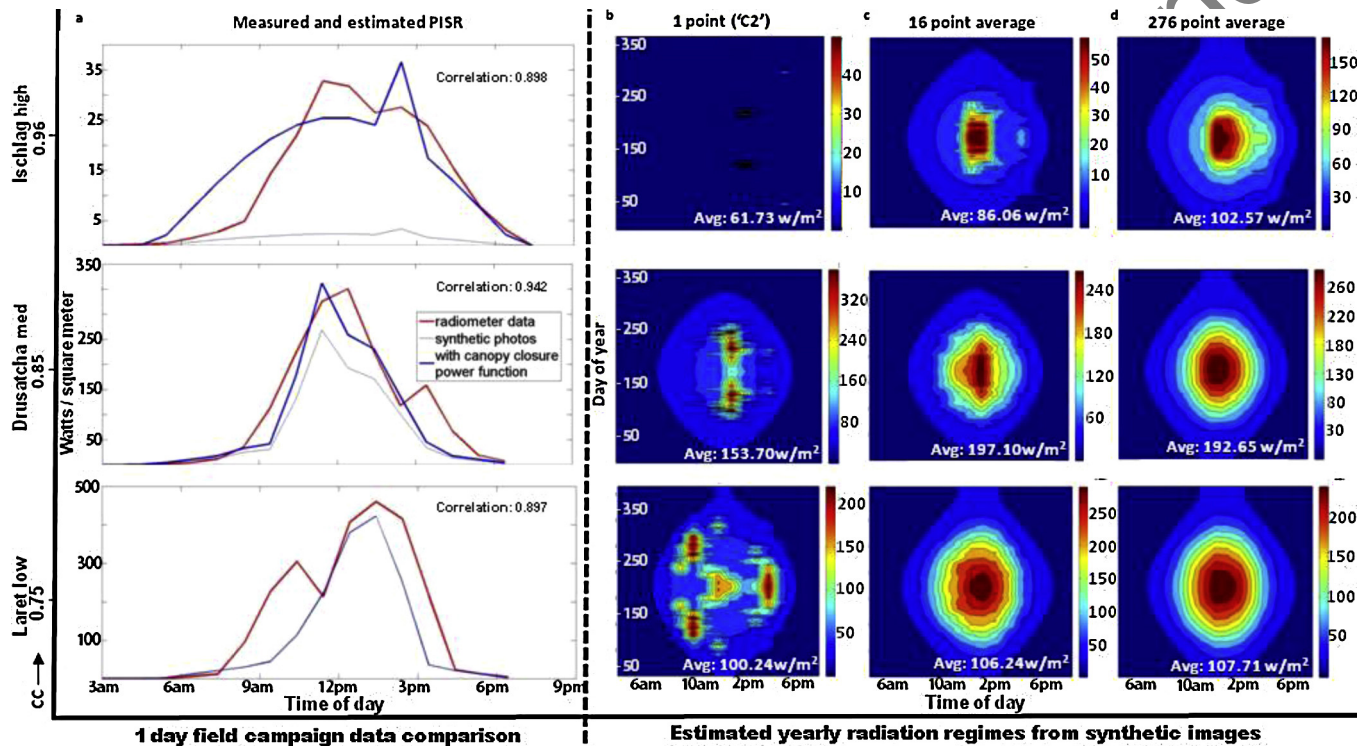 a Measured and estimated PISR
b 1 point ('C2')
c 16 point average
d 276 point average
Ischlag high
0.96
35
25
15
5
Correlation: 0.898
350
250
150
50
Avg: 61.73 w/m²
40
30
20
10
Avg: 86.06 w/m²
50
40
30
20
10
Avg: 102.57 w/m²
150
120
90
60
30
Drusatcha med
0.85
Watts / square meter
350
250
150
50
Correlation: 0.942
radiometer data
synthetic photos
with canopy closure
power function
Day of year
350
250
150
50
Avg: 153.70w/m²
320
240
160
80
Avg: 197.10 w/m²
240
180
120
60
Avg: 192.65 w/m²
260
220
180
130
80
30
Laret low
0.75
CC
500
300
100
Correlation: 0.897
3am 6am 9am 12pm 3pm 6pm 9pm
Time of day
350
250
150
50
Avg: 100.24w/m²
200
150
100
50
6am 10am 2pm 6pm
Avg: 106.24w/m²
250
200
150
100
50
6am 10am 2pm 6pm
Avg: 107.71 w/m²
200
150
100
50
6am 10am 2pm 6pm
Time of day
1 day field campaign data comparison
Estimated yearly radiation regimes from synthetic images